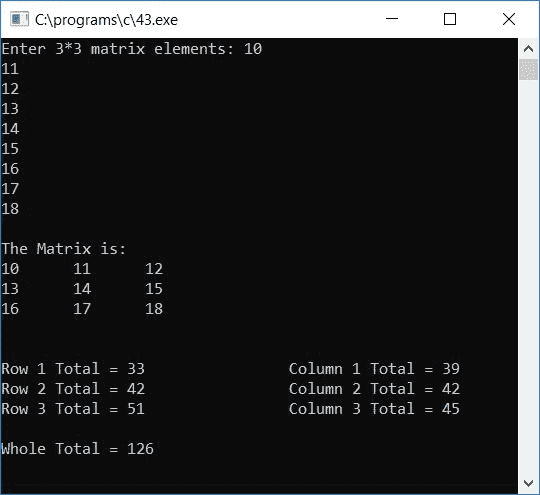 C:\programs\c\43.exe
Enter 3*3 matrix elements: 10
11
12
13
14
15
16
17
18
The Matrix is:
10 11 12
13 14 15
16 17 18
Row 1 Total = 33 Column 1 Total = 39
Row 2 Total = 42 Column 2 Total = 42
Row 3 Total = 51 Column 3 Total = 45
Whole Total = 126